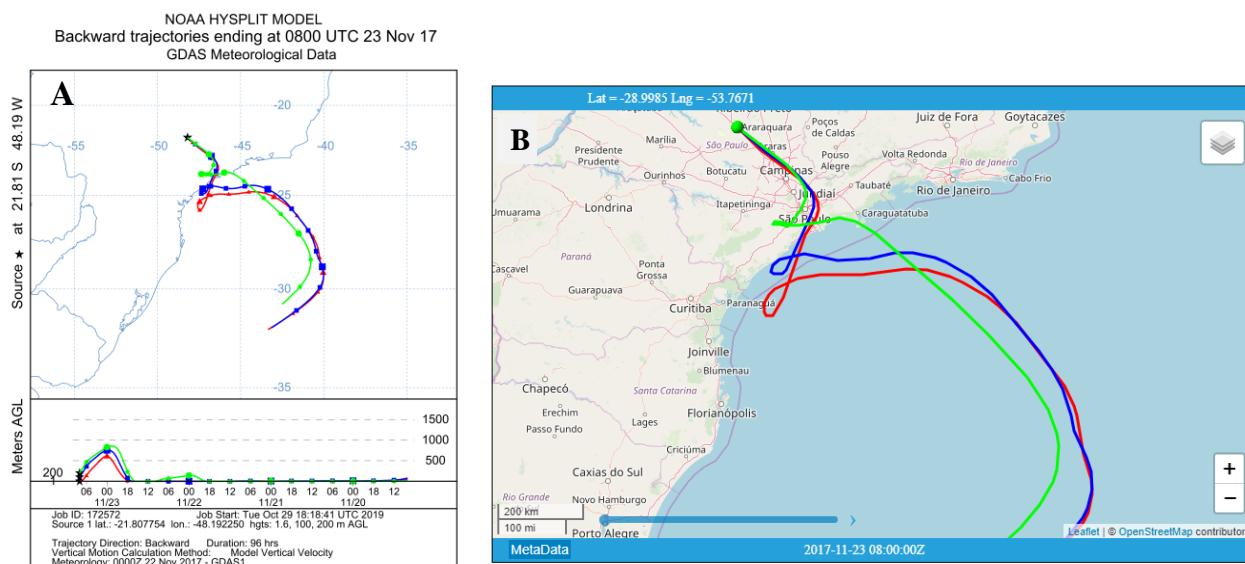 NOAA HYSPLIT MODEL
Backward trajectories ending at 0800 UTC 23 Nov 17
GDAS Meteorological Data
A
Source ★ at 21.81 S 48.19 W
-20
-55
-50
-45
-40
-35
-25
-30
-35
Meters AGL
1500
1000
500
200
06 00 18 12 06 00 18 12 06 00 18 12 06 00 18 12
11/23 11/22 11/21 11/20
Job ID: 172572 Job Start: Tue Oct 29 18:18:41 UTC 2019
Source 1 lat.: -21.807754 lon.: -48.192250 hgts: 1.6, 100, 200 m AGL
Trajectory Direction: Backward Duration: 96 hrs
Vertical Motion Calculation Method: Model Vertical Velocity
Meteorology: 0000Z 22 Nov 2017 - GDAS1
Lat = -28.9985 Lng = -53.7671
B
Ribeirão Preto
Araraquara
Poços de Caldas
Juiz de Fora
Goytacazes
Marília
São Paulo
Araras
Presidente Prudente
Pouso Alegre
Volta Redonda
Rio de Janeiro
Ourinhos
Botucatu
Campinas
Cabo Frio
Londrina
Jundiaí
Taubaté
Rio de Janeiro
Umuarama
Itapetininga
Caraguatatuba
Maringá
São Paulo
Cascavel
Paraná
Ponta Grossa
Guarapuava
Curitiba
Paranaguá
Joinville
Blumenau
Chapecó
Santa Catarina
Erechim
Florianópolis
Passo Fundo
Lages
Criciúma
Caxias do Sul
Rio Grande
Novo Hamburgo
200 km
100 mi
Porto Alegre
+
−
Leaflet | © OpenStreetMap contributor
MetaData
2017-11-23 08:00:00Z